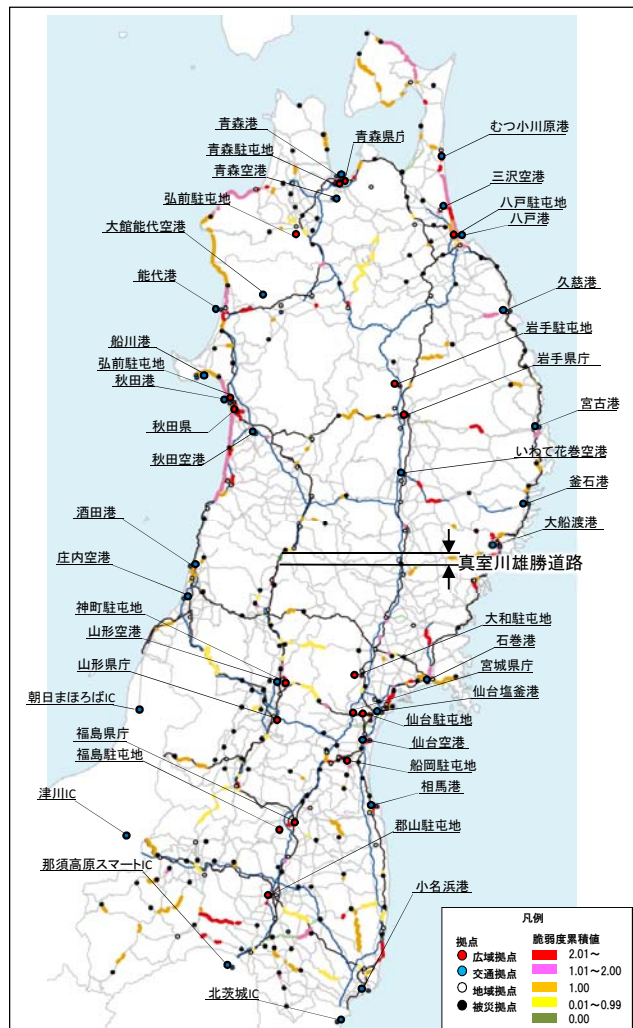 青森港
青森県庁
青森駐屯地
むつ小川原港
青森空港
三沢空港
弘前駐屯地
八戸駐屯地
大館能代空港
八戸港
能代港
久慈港
岩手駐屯地
船川港
岩手県庁
弘前駐屯地
秋田港
宮古港
秋田県
いわて花巻空港
秋田空港
釜石港
酒田港
大船渡港
真室川雄勝道路
庄内空港
神町駐屯地
大和駐屯地
山形空港
石巻港
宮城県庁
山形県庁
仙台塩釜港
朝日まほろばIC
仙台駐屯地
福島県庁
仙台空港
福島駐屯地
船岡駐屯地
津川IC
相馬港
郡山駐屯地
那須高原スマートIC
小名浜港
北茨城IC
凡例
拠点 脆弱度累積値
広域拠点 2.01～
交通拠点 1.01～2.00
地域拠点 1.00
被災拠点 0.01～0.99
0.00